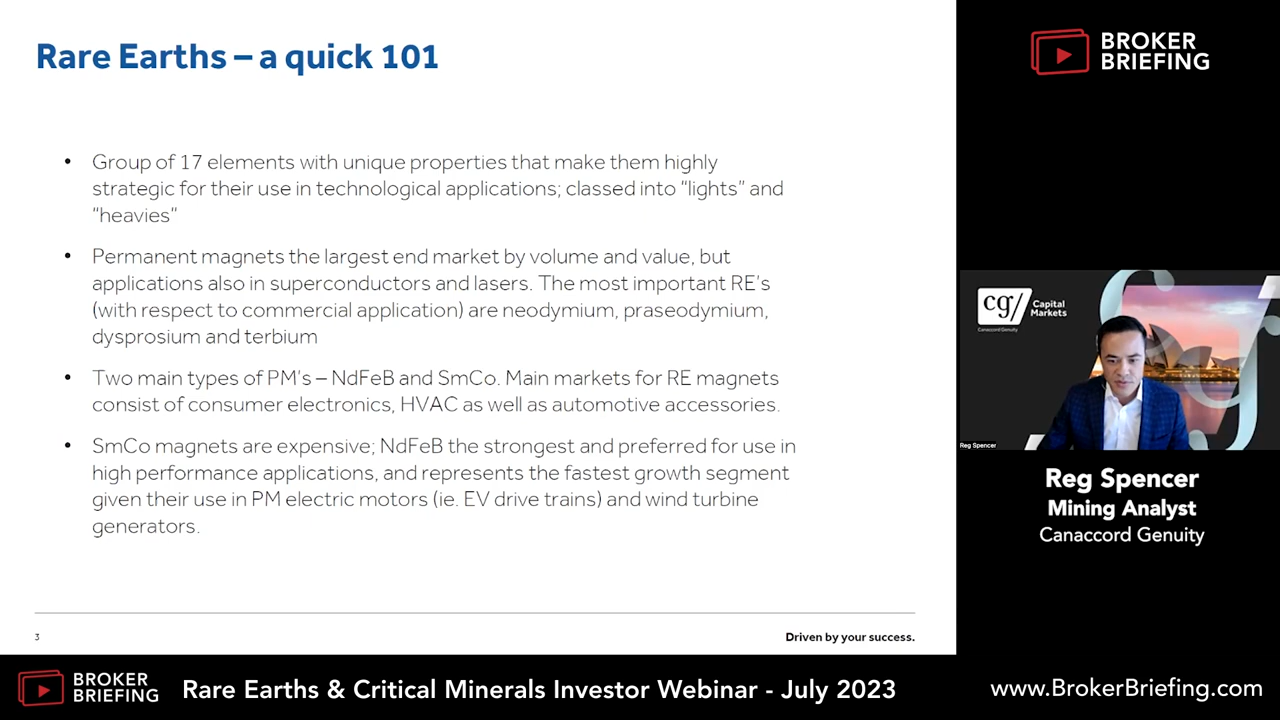 Rare Earths – a quick 101
• Group of 17 elements with unique properties that make them highly
strategic for their use in technological applications; classed into "lights" and
"heavies"
• Permanent magnets the largest end market by volume and value, but
applications also in superconductors and lasers. The most important RE's
(with respect to commercial application) are neodymium, praseodymium,
dysprosium and terbium
• Two main types of PM's – NdFeB and SmCo. Main markets for RE magnets
consist of consumer electronics, HVAC as well as automotive accessories.
• SmCo magnets are expensive; NdFeB the strongest and preferred for use in
high performance applications, and represents the fastest growth segment
given their use in PM electric motors (ie. EV drive trains) and wind turbine
generators.
3
Driven by your success.
BROKER
BRIEFING
cg/
Capital
Markets
Canaccord Genuity
Reg Spencer
Reg Spencer
Mining Analyst
Canaccord Genuity
BROKER
BRIEFING
Rare Earths & Critical Minerals Investor Webinar - July 2023
www.BrokerBriefing.com